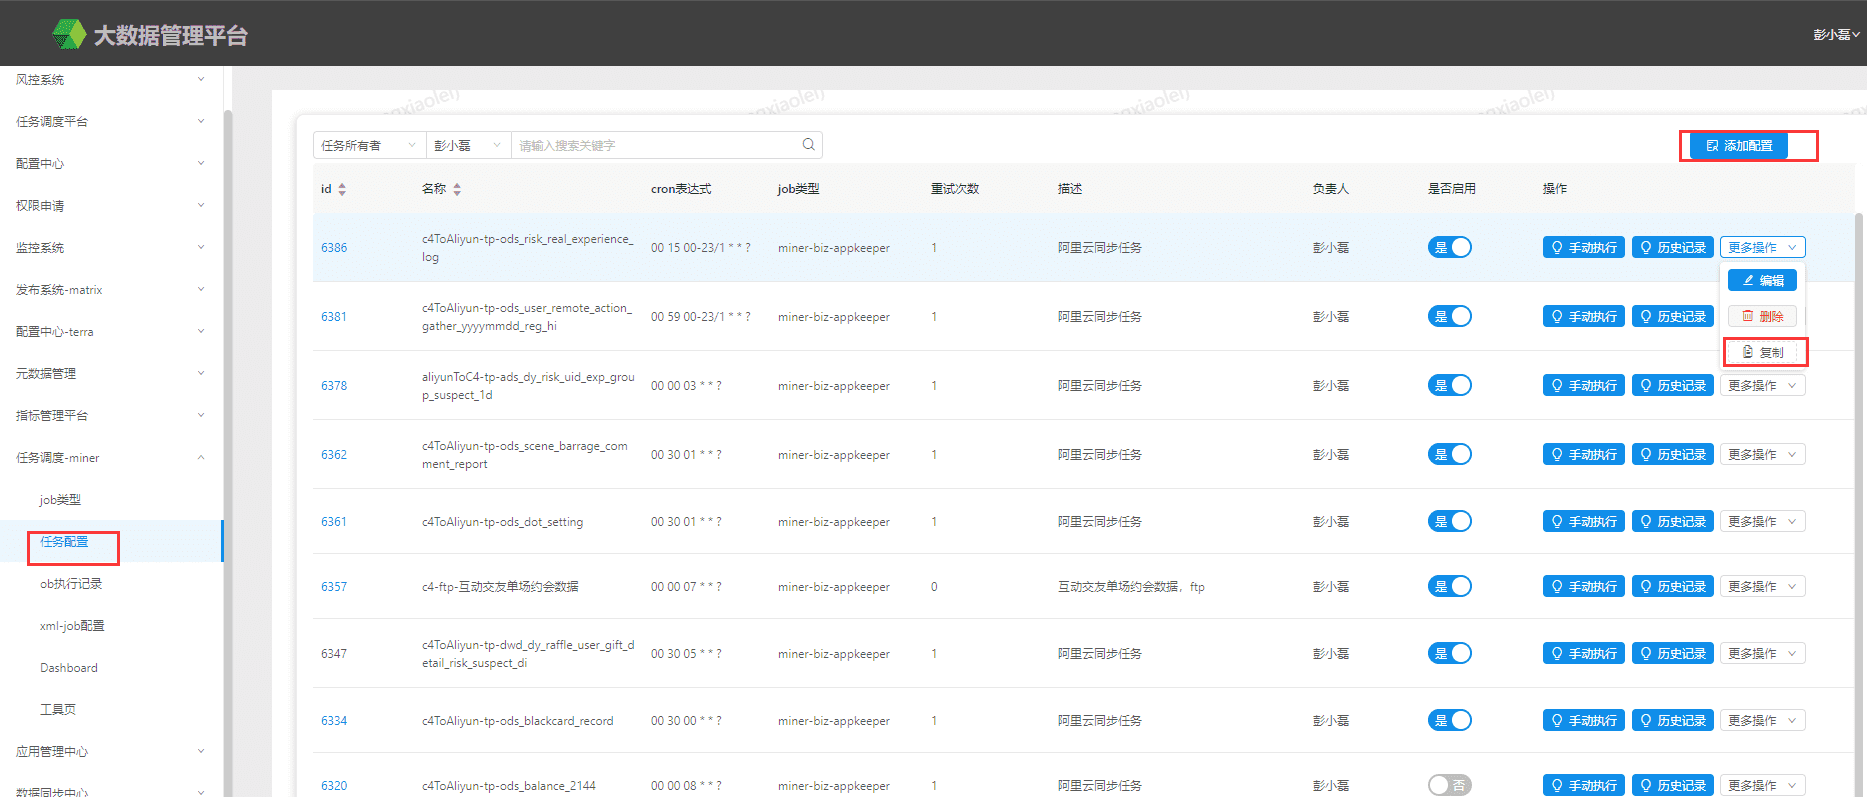 大数据管理平台
彭小磊
风控系统
任务调度平台
配置中心
权限申请
监控系统
发布系统-matrix
配置中心-terra
元数据管理
指标管理平台
任务调度-miner
job类型
任务配置
ob执行记录
xml-job配置
Dashboard
工具页
应用管理中心
数据同步中心
ngxiaolei) ngxiaolei) ngxiaolei) ngxiaolei)
任务所有者 彭小磊 请输入搜索关键字 添加配置
id 名称 cron表达式 job类型 重试次数 描述 负责人 是否启用 操作
6386 c4ToAliyun-tp-ods_risk_real_experience_
log 00 15 00-23/1 * * ? miner-biz-appkeeper 1 阿里云同步任务 彭小磊 是 手动执行 历史记录 更多操作
编辑
删除
复制
6381 c4ToAliyun-tp-ods_user_remote_action_
gather_yyyymmdd_reg_hi 00 59 00-23/1 * * ? miner-biz-appkeeper 1 阿里云同步任务 彭小磊 是 手动执行 历史记录
6378 aliyunToC4-tp-ads_dy_risk_uid_exp_grou
p_suspect_1d 00 00 03 * * ? miner-biz-appkeeper 1 阿里云同步任务 彭小磊 是 手动执行 历史记录 更多操作
6362 c4ToAliyun-tp-ods_scene_barrage_com
ment_report 00 30 01 * * ? miner-biz-appkeeper 1 阿里云同步任务 彭小磊 是 手动执行 历史记录 更多操作
6361 c4ToAliyun-tp-ods_dot_setting 00 30 01 * * ? miner-biz-appkeeper 1 阿里云同步任务 彭小磊 是 手动执行 历史记录 更多操作
6357 c4-ftp-互动交友单场约会数据 00 00 07 * * ? miner-biz-appkeeper 0 互动交友单场约会数据，ftp 彭小磊 是 手动执行 历史记录 更多操作
6347 c4ToAliyun-tp-dwd_dy_raffle_user_gift_d
etail_risk_suspect_di 00 30 05 * * ? miner-biz-appkeeper 1 阿里云同步任务 彭小磊 是 手动执行 历史记录 更多操作
6334 c4ToAliyun-tp-ods_blackcard_record 00 30 00 * * ? miner-biz-appkeeper 1 阿里云同步任务 彭小磊 是 手动执行 历史记录 更多操作
6320 c4ToAliyun-tp-ods_balance_2144 00 00 08 * * ? miner-biz-appkeeper 1 阿里云同步任务 彭小磊 否 手动执行 历史记录 更多操作